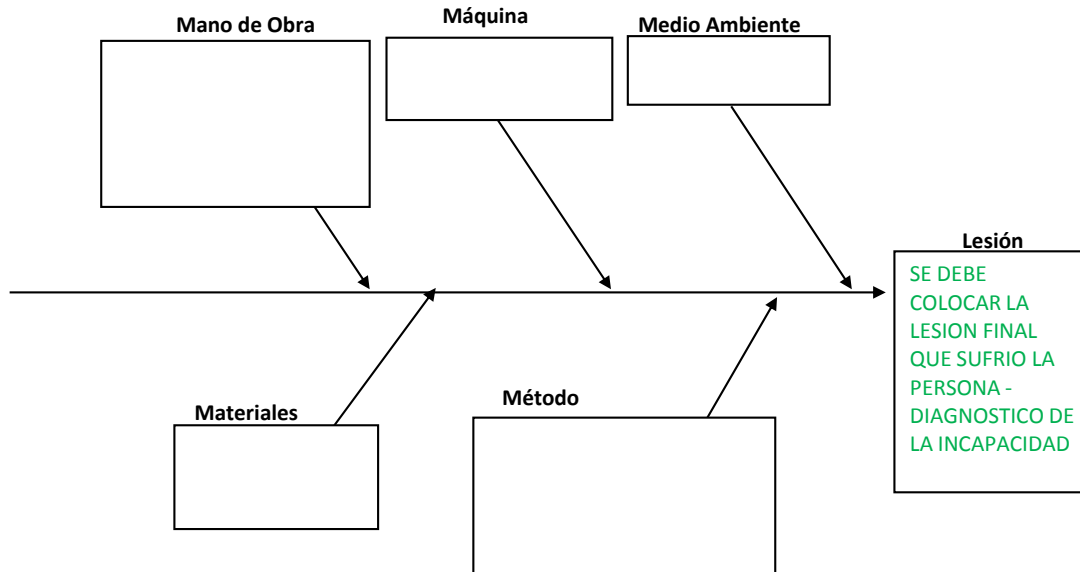 Mano de Obra
Máquina
Medio Ambiente
Lesión
SE DEBE
COLOCAR LA
LESION FINAL
QUE SUFRIO LA
PERSONA -
DIAGNOSTICO DE
LA INCAPACIDAD
Materiales
Método